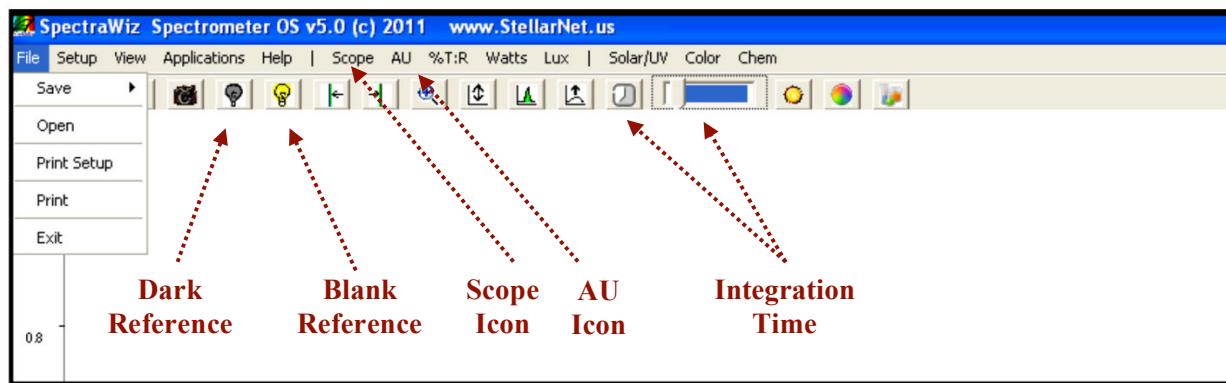 SpectraWiz Spectrometer OS v5.0 (c) 2011 www.StellarNet.us
File Setup View Applications Help | Scope AU %T:R Watts Lux | Solar/UV Color Chem
Save
Open
Print Setup
Print
Exit
Dark Reference
Blank Reference
Scope Icon
AU Icon
Integration Time
0.8